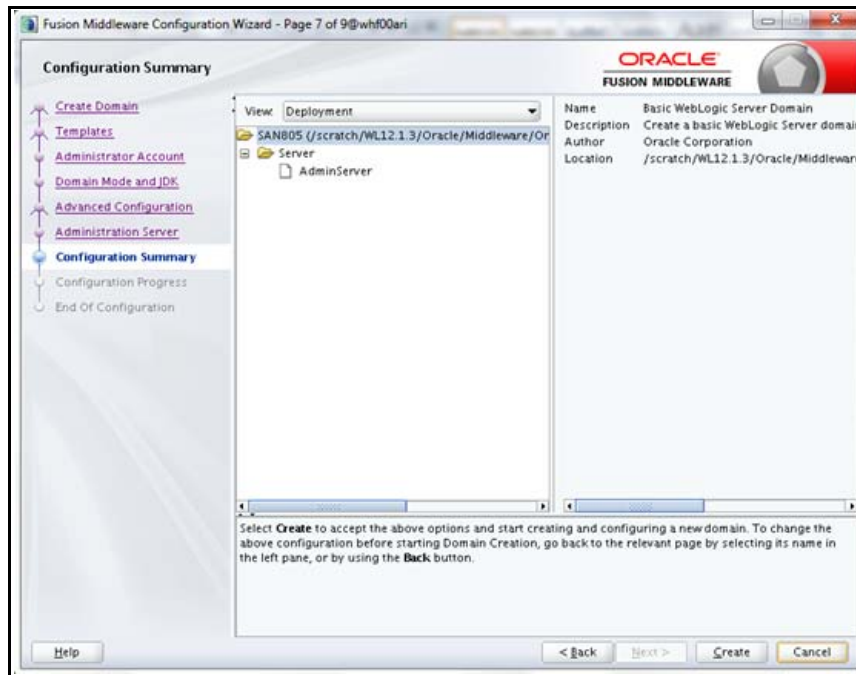 Fusion Middleware Configuration Wizard - Page 7 of 9@whf00ari
Configuration Summary
ORACLE
FUSION MIDDLEWARE
Create Domain
Templates
Administrator Account
Domain Mode and JDK
Advanced Configuration
Administration Server
Configuration Summary
Configuration Progress
End Of Configuration
View: Deployment
SAN805 (/scratch/WL12.1.3/Oracle/Middleware/Or
Server
AdminServer
Name Basic WebLogic Server Domain
Description Create a basic WebLogic Server domai
Author Oracle Corporation
Location /scratch/WL12.1.3/Oracle/Middlewar
Select Create to accept the above options and start creating and configuring a new domain. To change the
above configuration before starting Domain Creation, go back to the relevant page by selecting its name in
the left pane, or by using the Back button.
Help
< Back
Next >
Create
Cancel